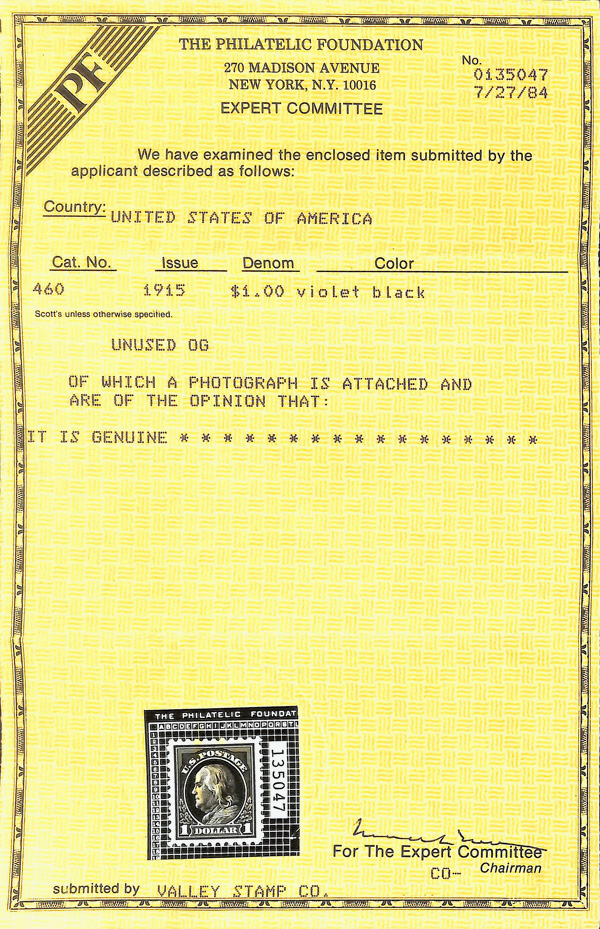 PF
THE PHILATELIC FOUNDATION
270 MADISON AVENUE
NEW YORK, N.Y. 10016
EXPERT COMMITTEE
No.
0135047
7/27/84
We have examined the enclosed item submitted by the
applicant described as follows:
Country: UNITED STATES OF AMERICA
Cat. No. Issue Denom Color
460 1915 $1.00 violet black
Scott's unless otherwise specified.
UNUSED OG
OF WHICH A PHOTOGRAPH IS ATTACHED AND
ARE OF THE OPINION THAT:
IT IS GENUINE * * * * * * * * * * * * * * * * *
THE PHILATELIC FOUNDAT
ABCDEFGHIJKLMNOPQRSTL
U.S. POSTAGE
1 DOLLAR 1
135047
For The Expert Committee
CO- Chairman
submitted by VALLEY STAMP CO.